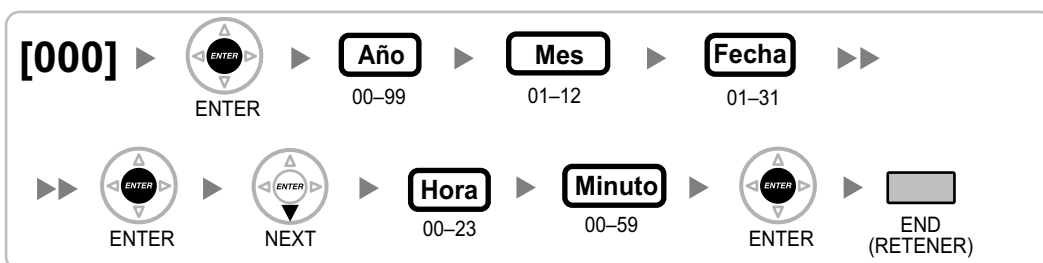 [000] ENTER Año Mes Fecha
ENTER 00–99 01–12 01–31
ENTER ENTER Hora Minuto ENTER
ENTER NEXT 00–23 00–59 ENTER END
(RETENER)